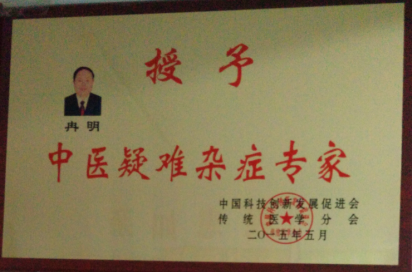 授予
冉明
中医疑难杂症专家
中国科技创新发展促进会
传统医学分会
二〇一五年五月